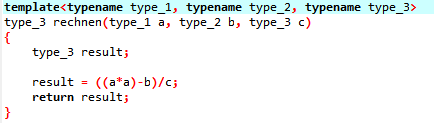 template<typename type_1, typename type_2, typename type_3>
type_3 rechnen(type_1 a, type_2 b, type_3 c)
{
    type_3 result;

    result = ((a*a)-b)/c;
    return result;
}